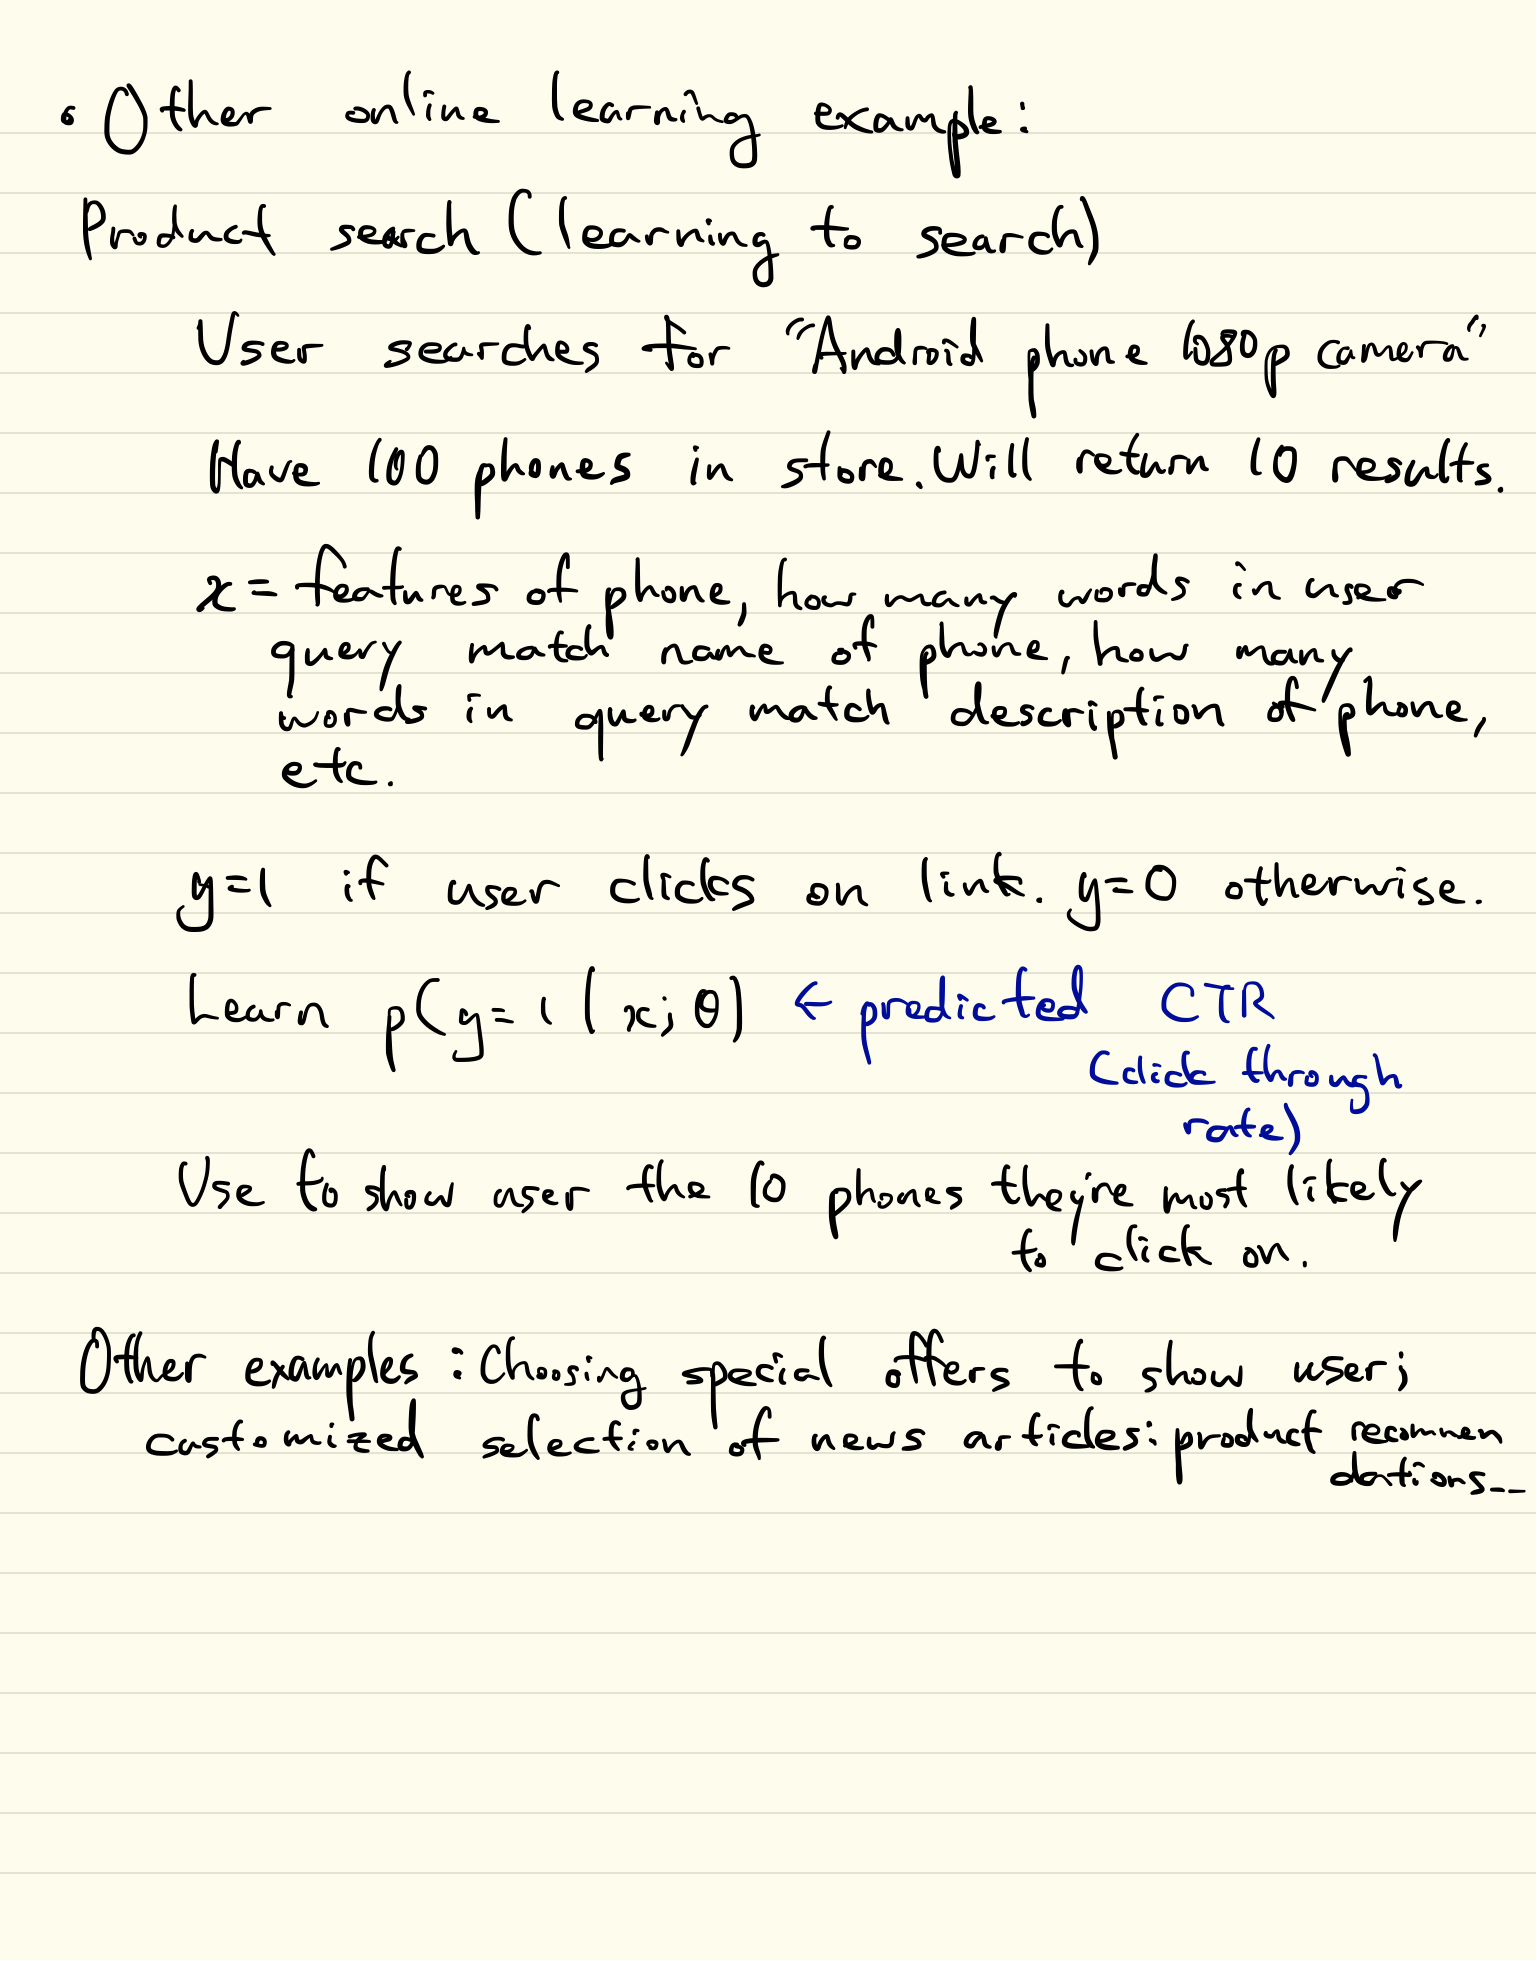 • Other online learning example:
Product search (learning to search)
User searches for "Android phone 1080p camera"
Have 100 phones in store. Will return 10 results.
x = features of phone, how many words in user
query match name of phone, how many
words in query match description of phone,
etc.
y=1 if user clicks on link. y=0 otherwise.
Learn p(y=1|x;θ) ← predicted CTR
(click through
rate)
Use to show user the 10 phones they're most likely
to click on.
Other examples: Choosing special offers to show user;
customized selection of news articles: product recommen
dations...